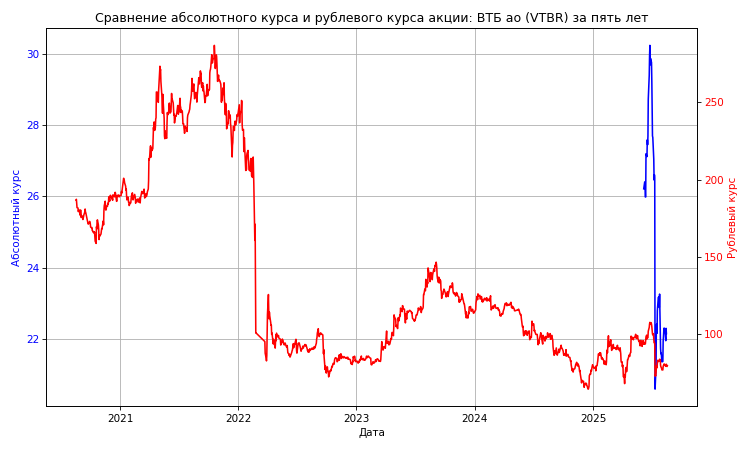 Сравнение абсолютного курса и рублевого курса акции: ВТБ ао (VTBR) за пять лет
30
28
26
24
22
Абсолютный курс
250
200
150
100
Рублевый курс
2021 2022 2023 2024 2025
Дата